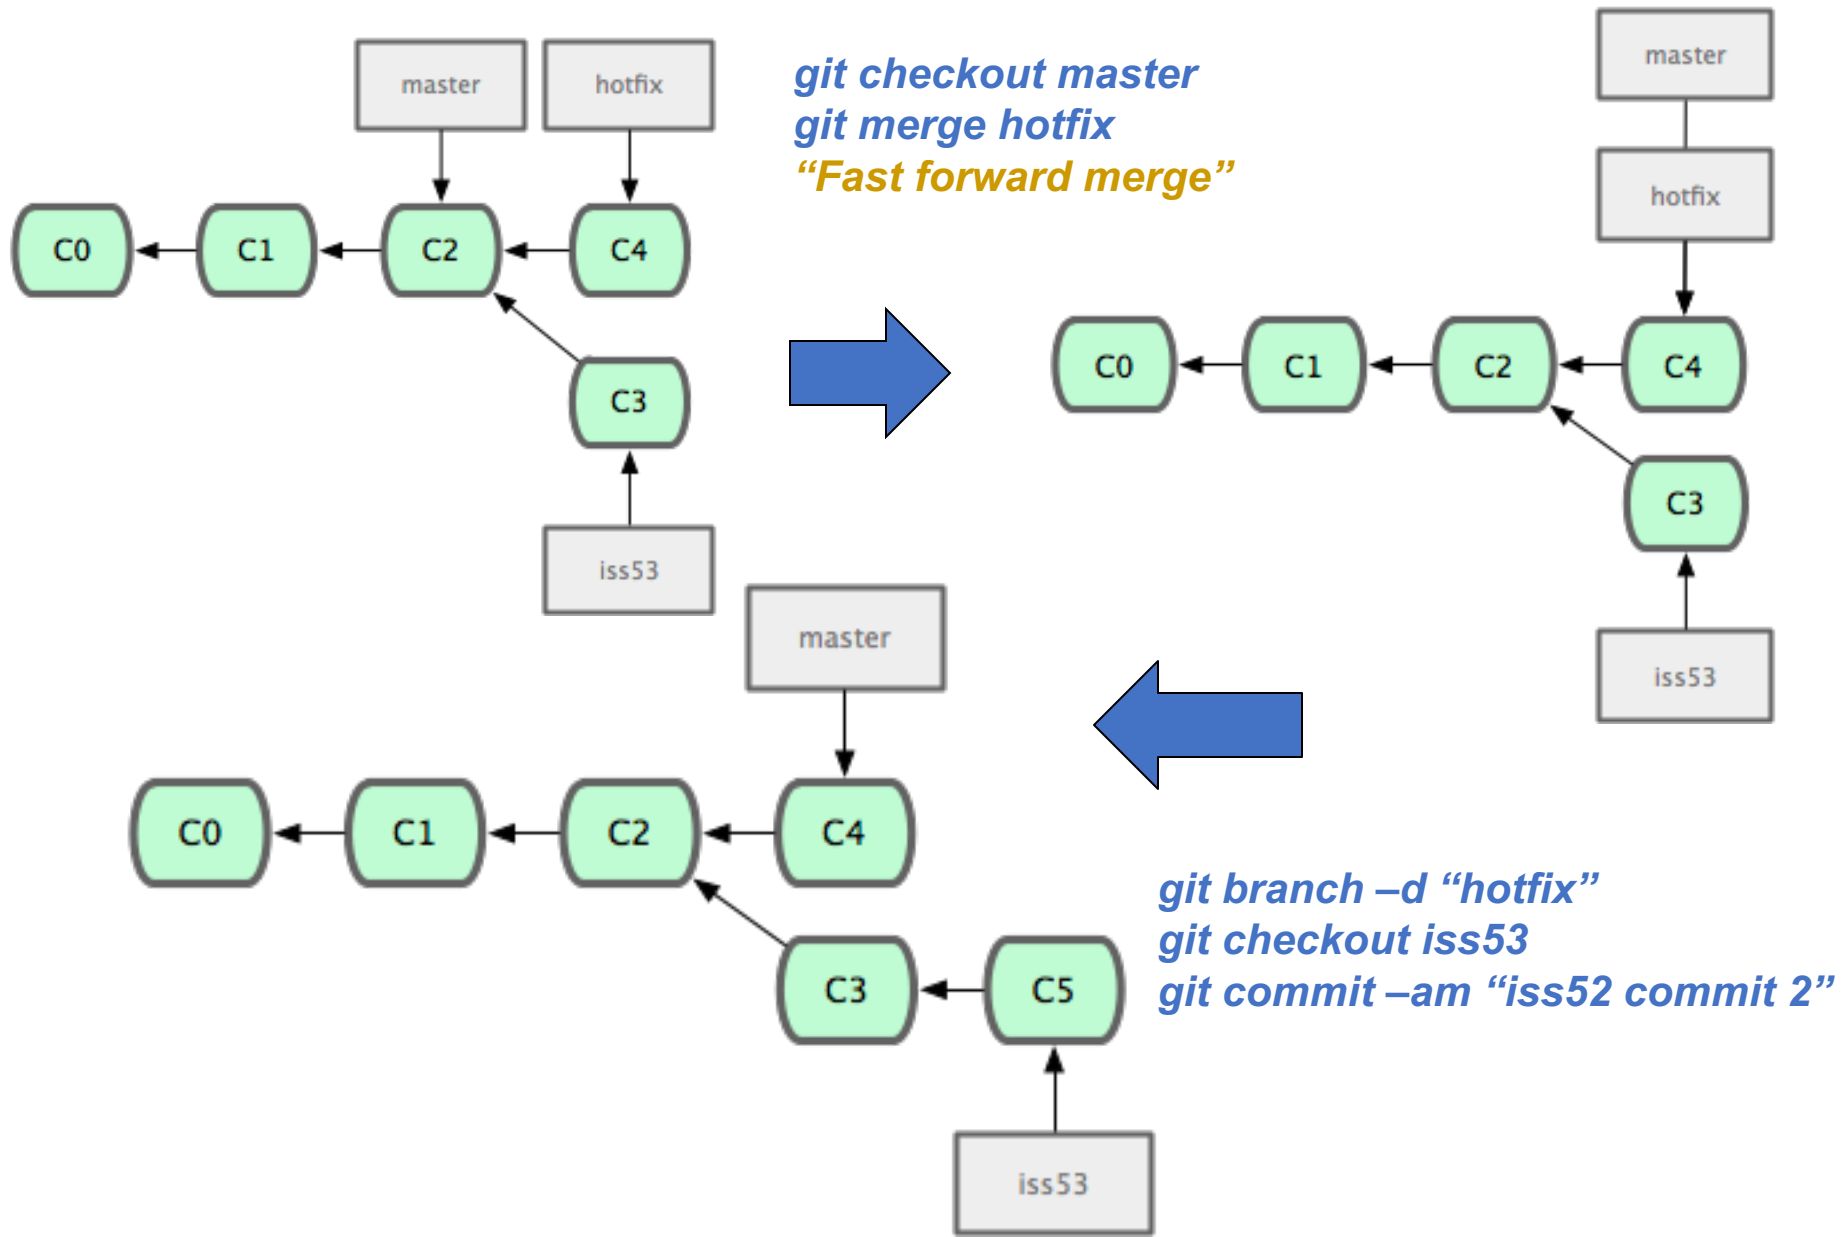 master
hotfix
C0
C1
C2
C4
C3
iss53
git checkout master
git merge hotfix
“Fast forward merge”
master
hotfix
C0
C1
C2
C4
C3
iss53
master
C0
C1
C2
C4
C3
C5
iss53
git branch –d “hotfix”
git checkout iss53
git commit –am “iss52 commit 2”